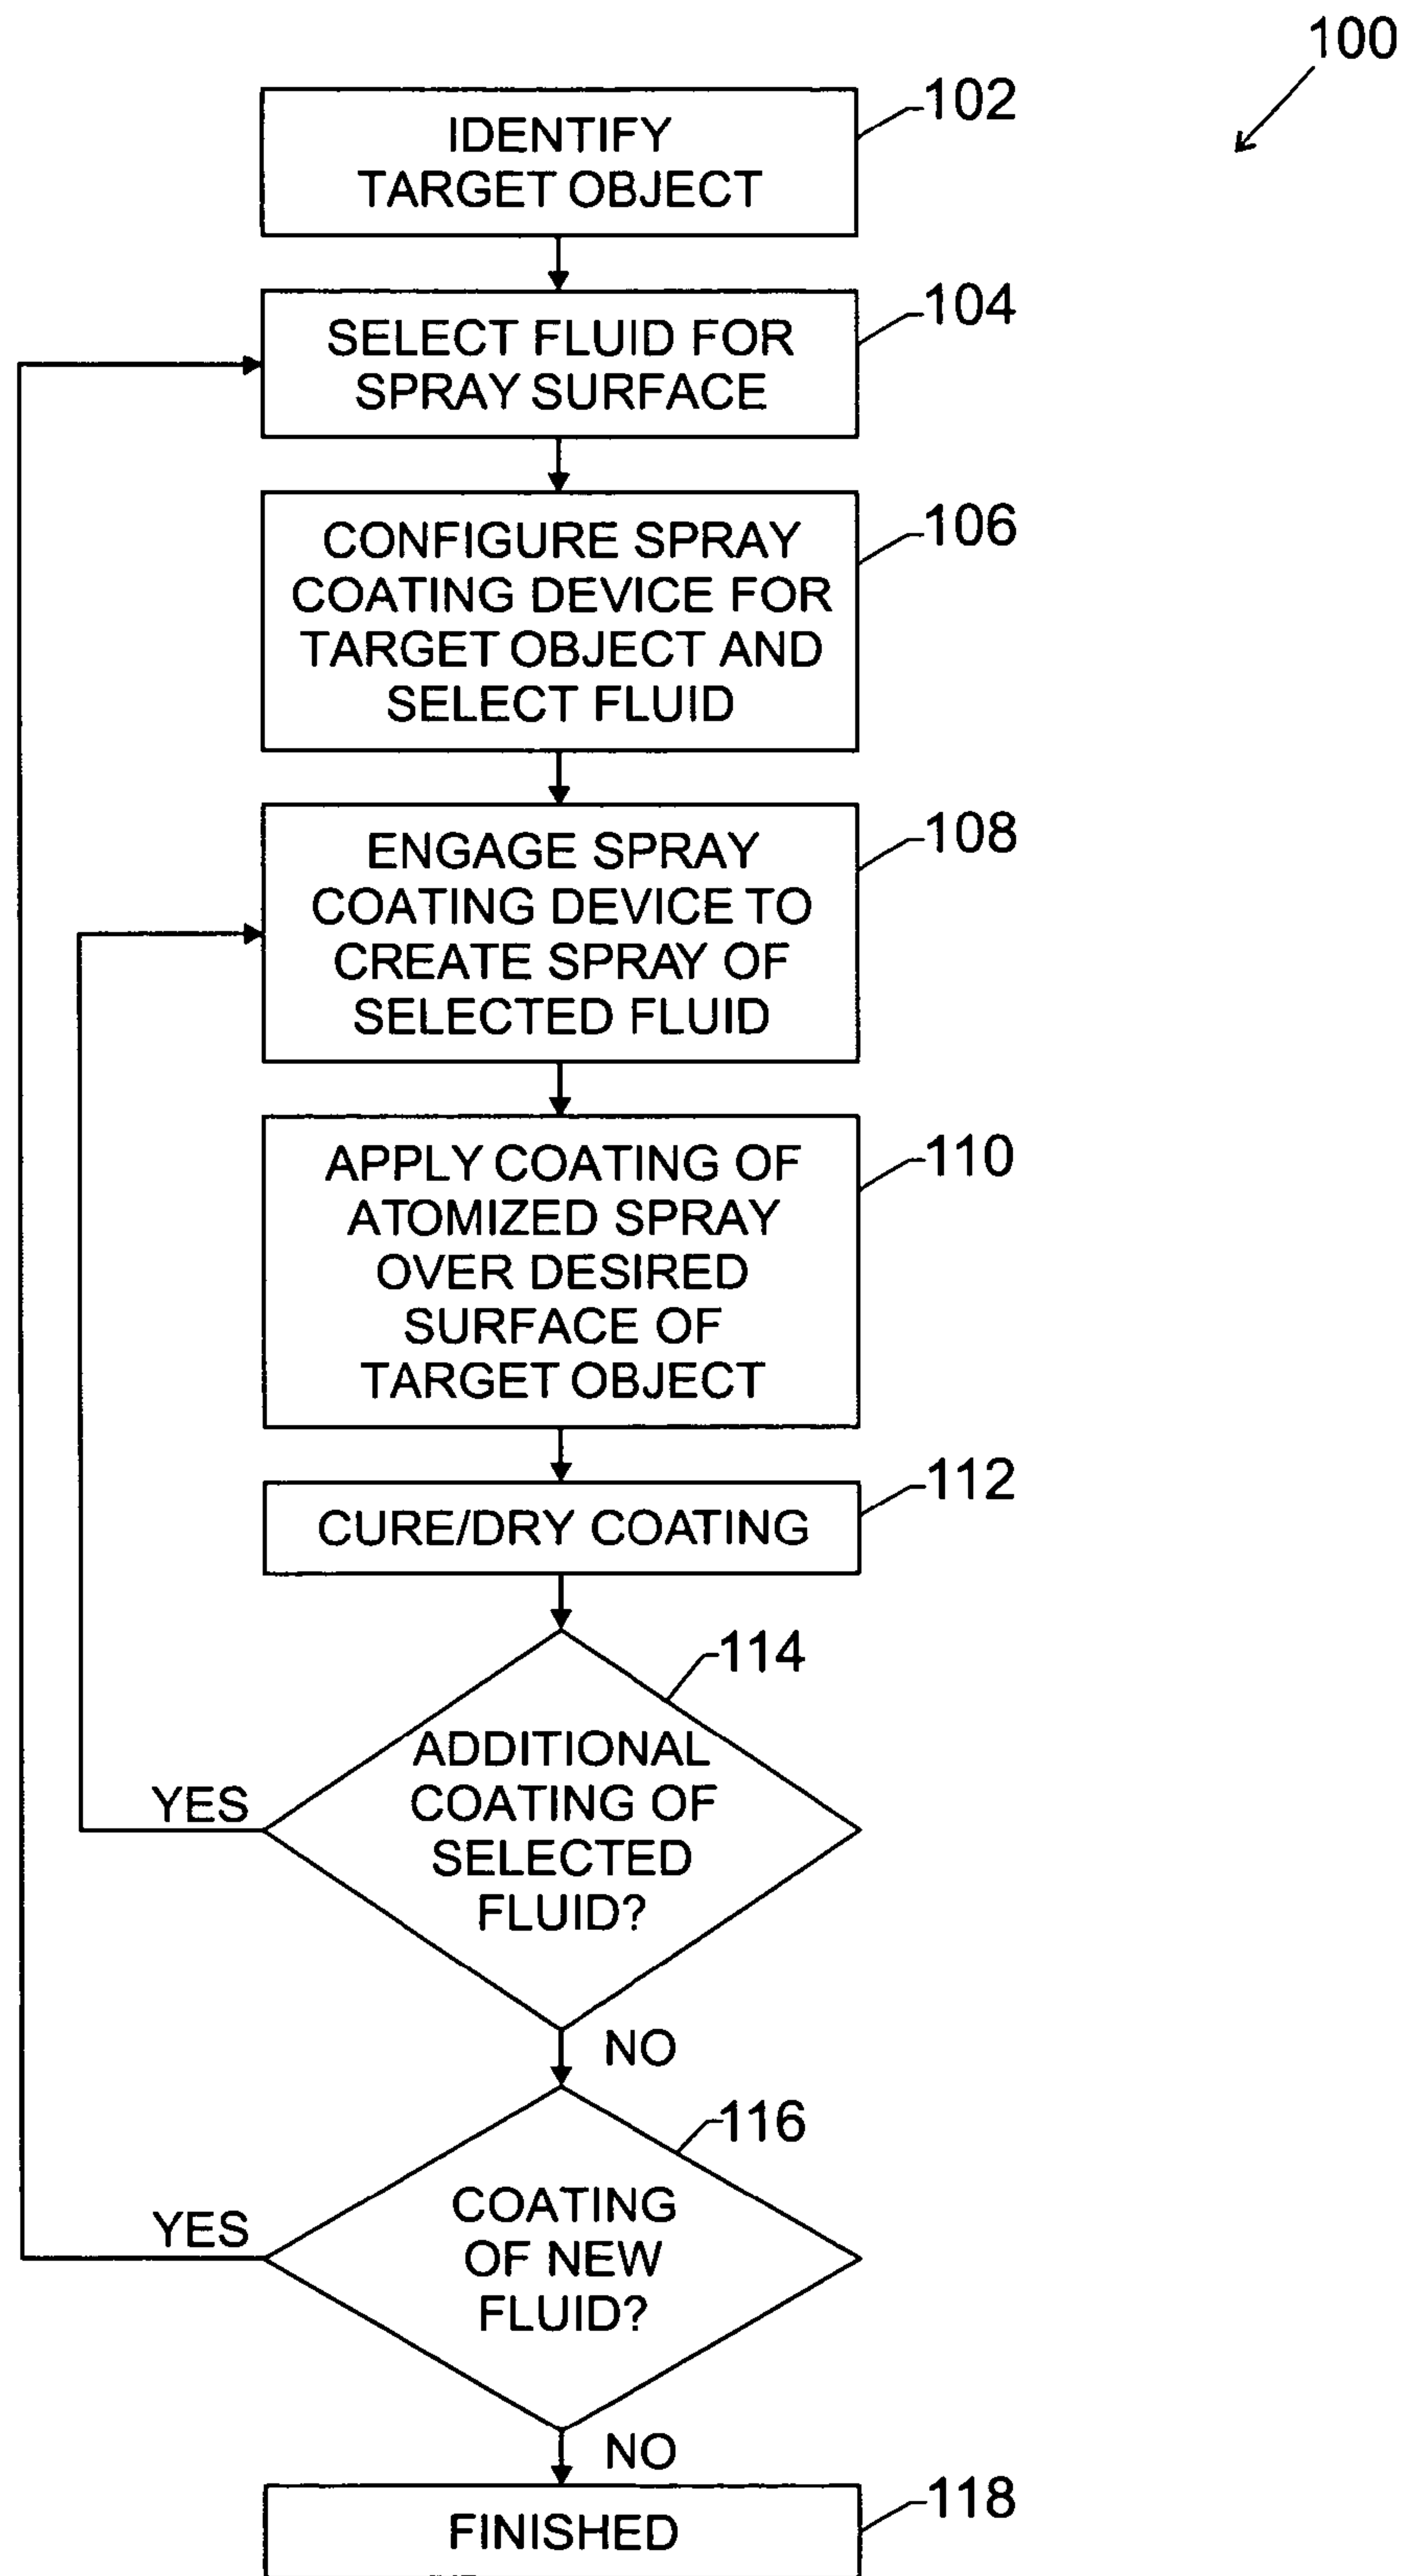 100
102
IDENTIFY
TARGET OBJECT
104
SELECT FLUID FOR
SPRAY SURFACE
106
CONFIGURE SPRAY
COATING DEVICE FOR
TARGET OBJECT AND
SELECT FLUID
108
ENGAGE SPRAY
COATING DEVICE TO
CREATE SPRAY OF
SELECTED FLUID
110
APPLY COATING OF
ATOMIZED SPRAY
OVER DESIRED
SURFACE OF
TARGET OBJECT
112
CURE/DRY COATING
114
ADDITIONAL
COATING OF
SELECTED
FLUID?
YES
NO
116
COATING
OF NEW
FLUID?
YES
NO
118
FINISHED